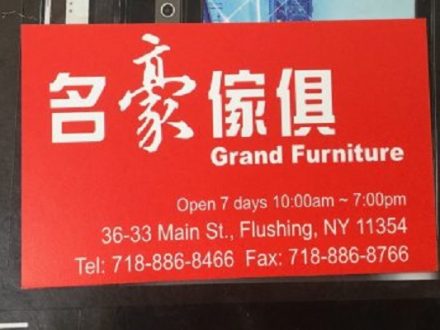 名豪傢俱
Grand Furniture
Open 7 days 10:00am ~ 7:00pm
36-33 Main St., Flushing, NY 11354
Tel: 718-886-8466 Fax: 718-886-8766